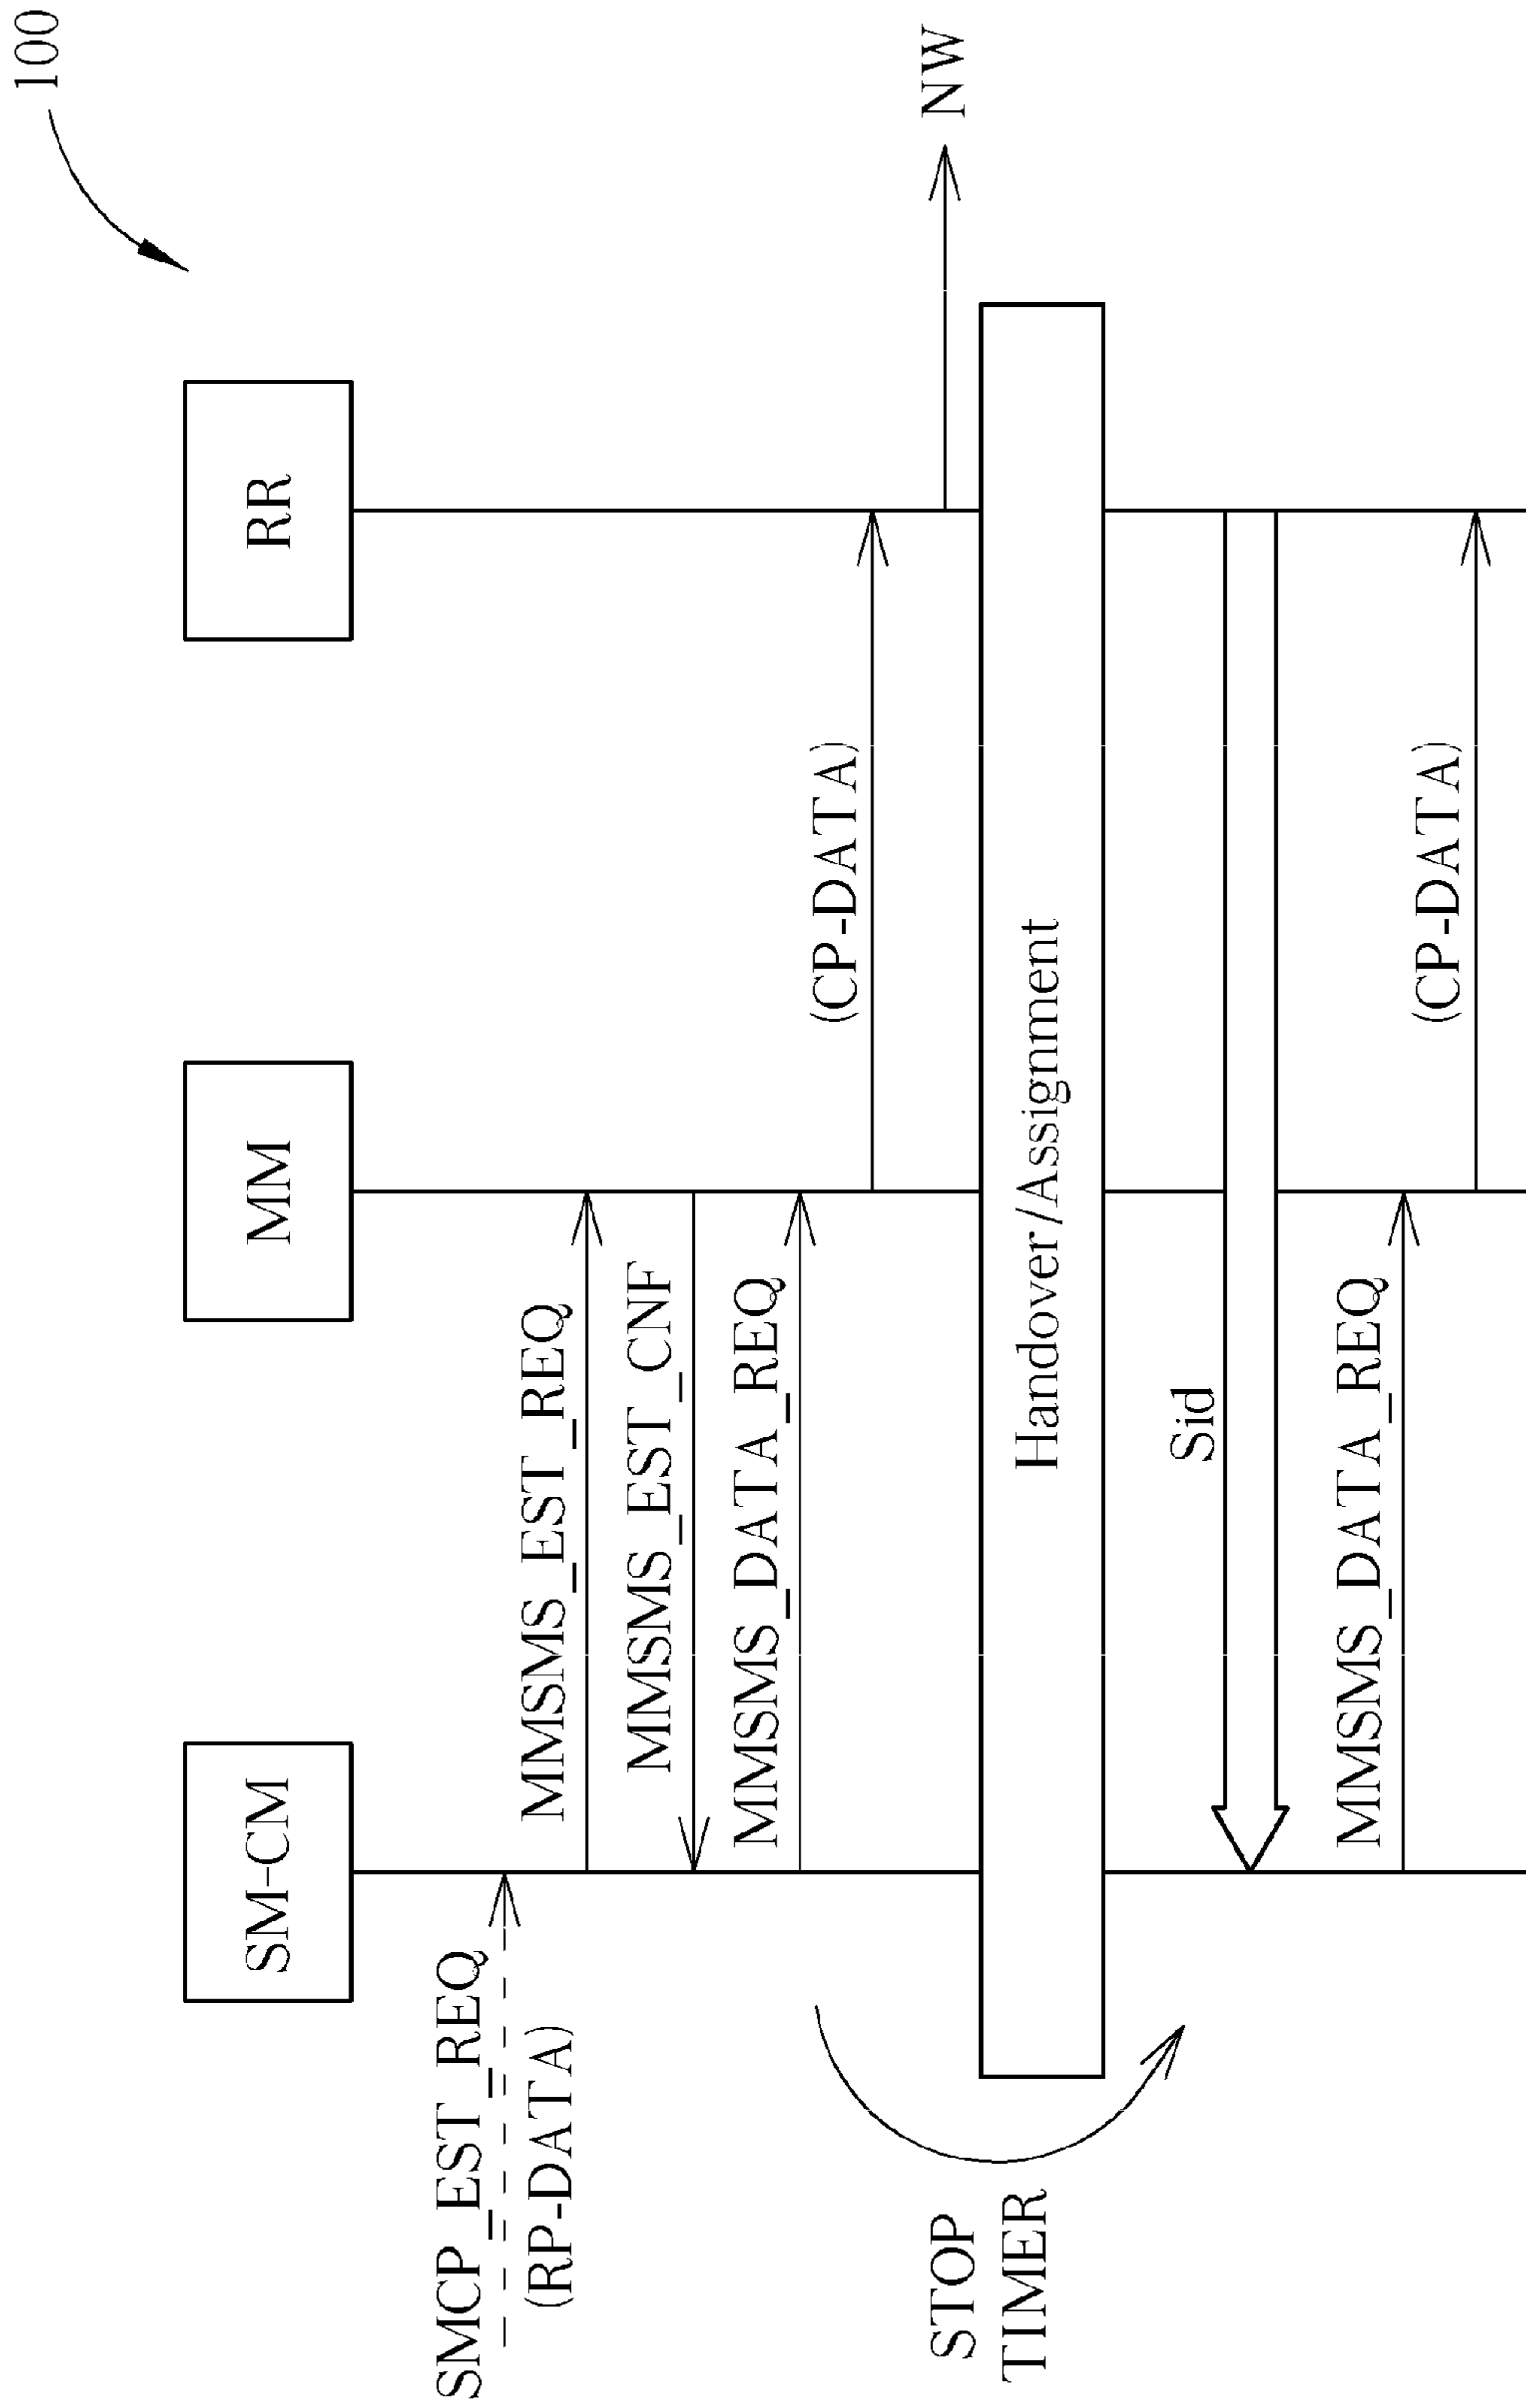 100
SM-CM
MM
RR
SMCP_EST_REQ
(RP-DATA)
MMSMS_EST_REQ
MMSMS_EST_CNF
MMSMS_DATA_REQ
(CP-DATA)
NW
STOP
TIMER
Handover/Assignment
Sid
MMSMS_DATA_REQ
(CP-DATA)